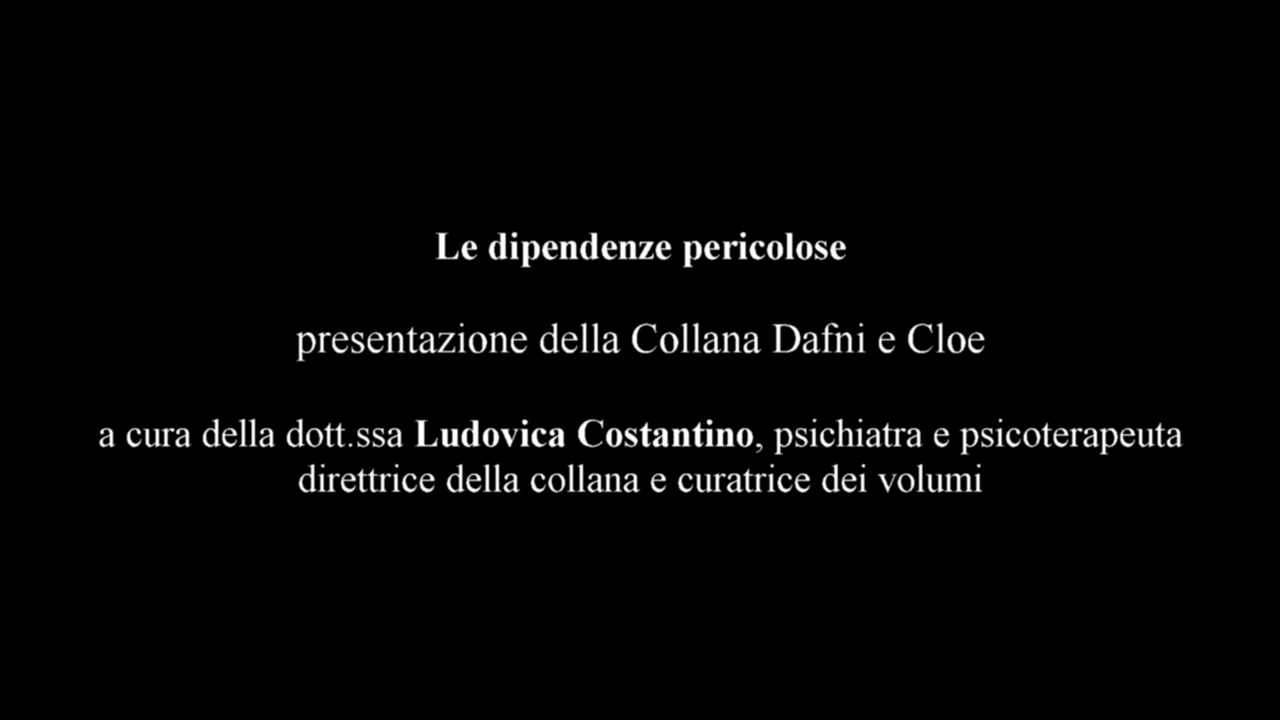 Le dipendenze pericolose
presentazione della Collana Dafni e Cloe
a cura della dott.ssa Ludovica Costantino, psichiatra e psicoterapeuta
direttrice della collana e curatrice dei volumi